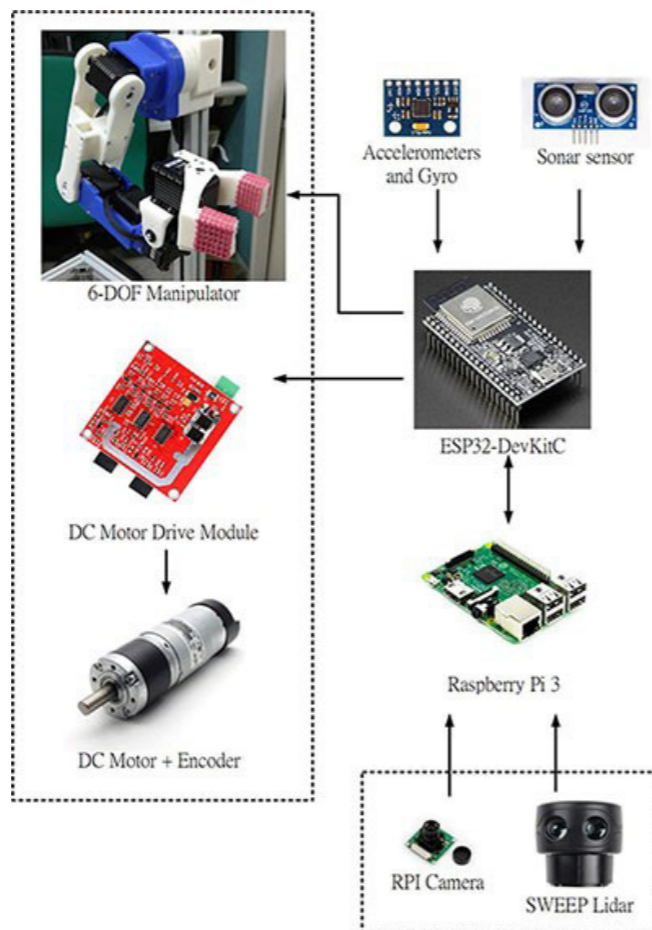 Accelerometers
and Gyro
Sonar sensor
6-DOF Manipulator
ESP32-DevKitC
DC Motor Drive Module
Raspberry Pi 3
DC Motor + Encoder
RPI Camera
SWEEP Lidar